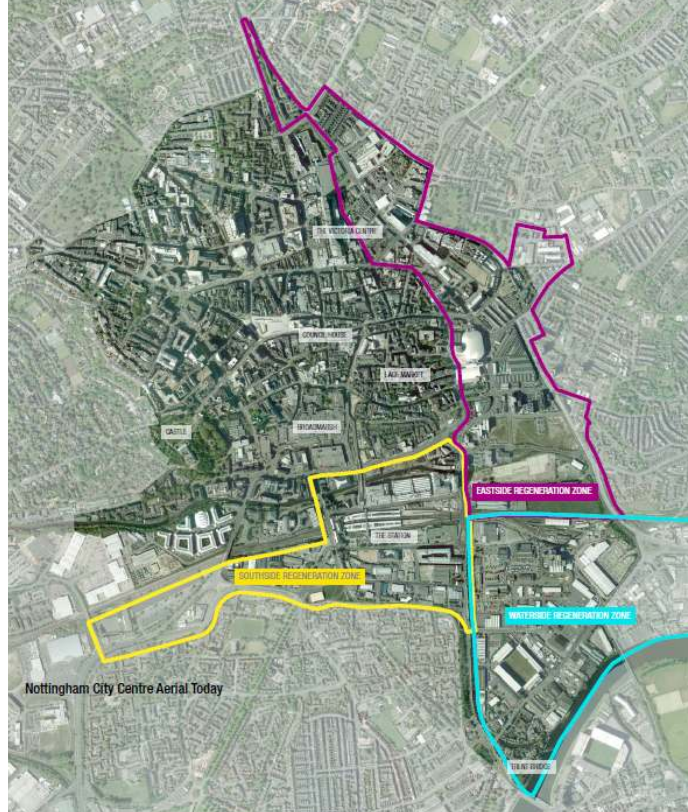 THE VICTORIA CENTRE
COUNCIL HOUSE
LACE MARKET
BROADMARSH
CASTLE
EASTSIDE REGENERATION ZONE
THE STATION
SOUTHSIDE REGENERATION ZONE
WATERSIDE REGENERATION ZONE
Nottingham City Centre Aerial Today
TRENT BRIDGE